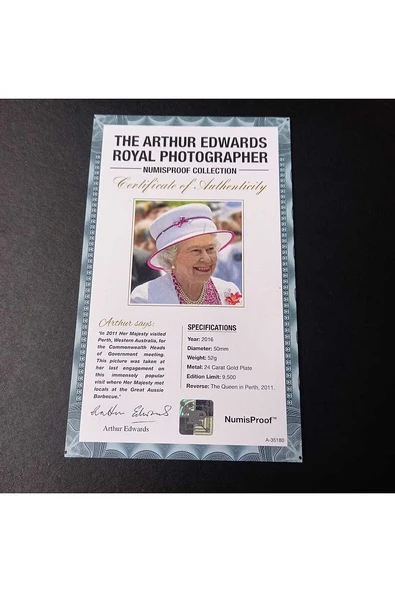 THE ARTHUR EDWARDS
ROYAL PHOTOGRAPHER
NUMISPROOF COLLECTION
Certificate of Authenticity
Arthur says:
'In 2011 Her Majesty visited
Perth, Western Australia, for
the Commonwealth Heads
of Government meeting.
This picture was taken at
her last engagement on
this immensely popular
visit where Her Majesty met
locals at the Great Aussie
Barbecue.'
Arthur Edwards
Arthur Edwards
SPECIFICATIONS
Year: 2016
Diameter: 50mm
Weight: 52g
Metal: 24 Carat Gold Plate
Edition Limit: 9,500
Reverse: The Queen in Perth, 2011.
NumisProof™
A-35180